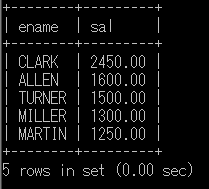 +--------+---------+
| ename  | sal     |
+--------+---------+
| CLARK  | 2450.00 |
| ALLEN  | 1600.00 |
| TURNER | 1500.00 |
| MILLER | 1300.00 |
| MARTIN | 1250.00 |
+--------+---------+
5 rows in set (0.00 sec)